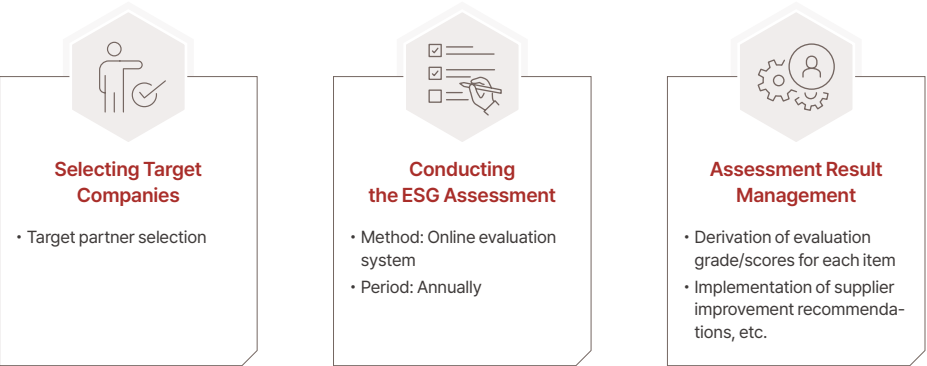 Selecting Target
Companies
• Target partner selection
Conducting
the ESG Assessment
• Method: Online evaluation
system
• Period: Annually
Assessment Result
Management
• Derivation of evaluation
grade/scores for each item
• Implementation of supplier
improvement recommenda-
tions, etc.